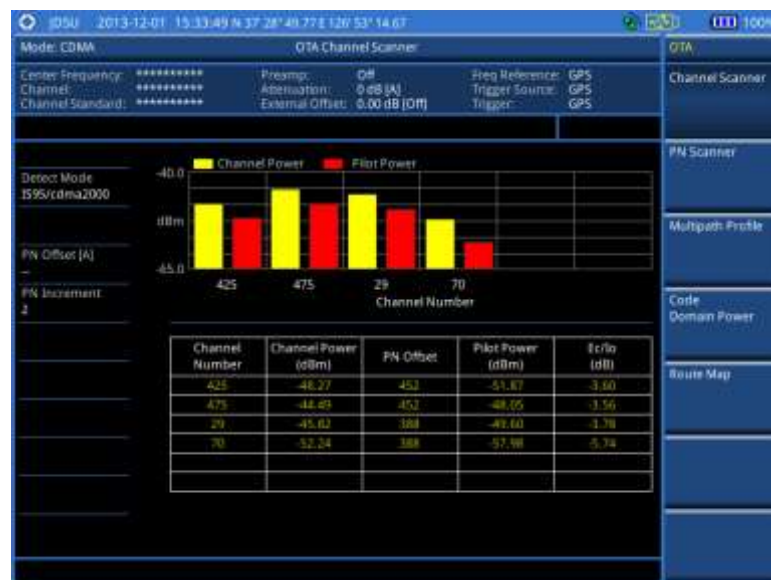 JDSU 2013-12-01 15:33:49 N 37° 28' 49.77 E 126° 53' 14.67 100%
Mode: CDMA OTA Channel Scanner OTA
Center Frequency: ********** Preamp: Off Freq Reference: GPS
Channel: ********** Attenuation: 0 dB [A] Trigger Source: GPS
Channel Standard: ********** External Offset: 0.00 dB [Off] Trigger: GPS
Channel Scanner
PN Scanner
Multipath Profile
Code
Domain Power
Route Map
Detect Mode
IS95/cdma2000
PN Offset [A]
--
PN Increment
2
Channel Power Pilot Power
-40.0
dBm
-65.0
425 475 29 70
Channel Number
Channel Number Channel Power (dBm) PN Offset Pilot Power (dBm) Ec/Io (dB)
425 -48.27 452 -51.87 -3.60
475 -44.49 452 -48.05 -3.56
29 -45.82 388 -49.60 -3.78
70 -52.24 388 -57.98 -5.74